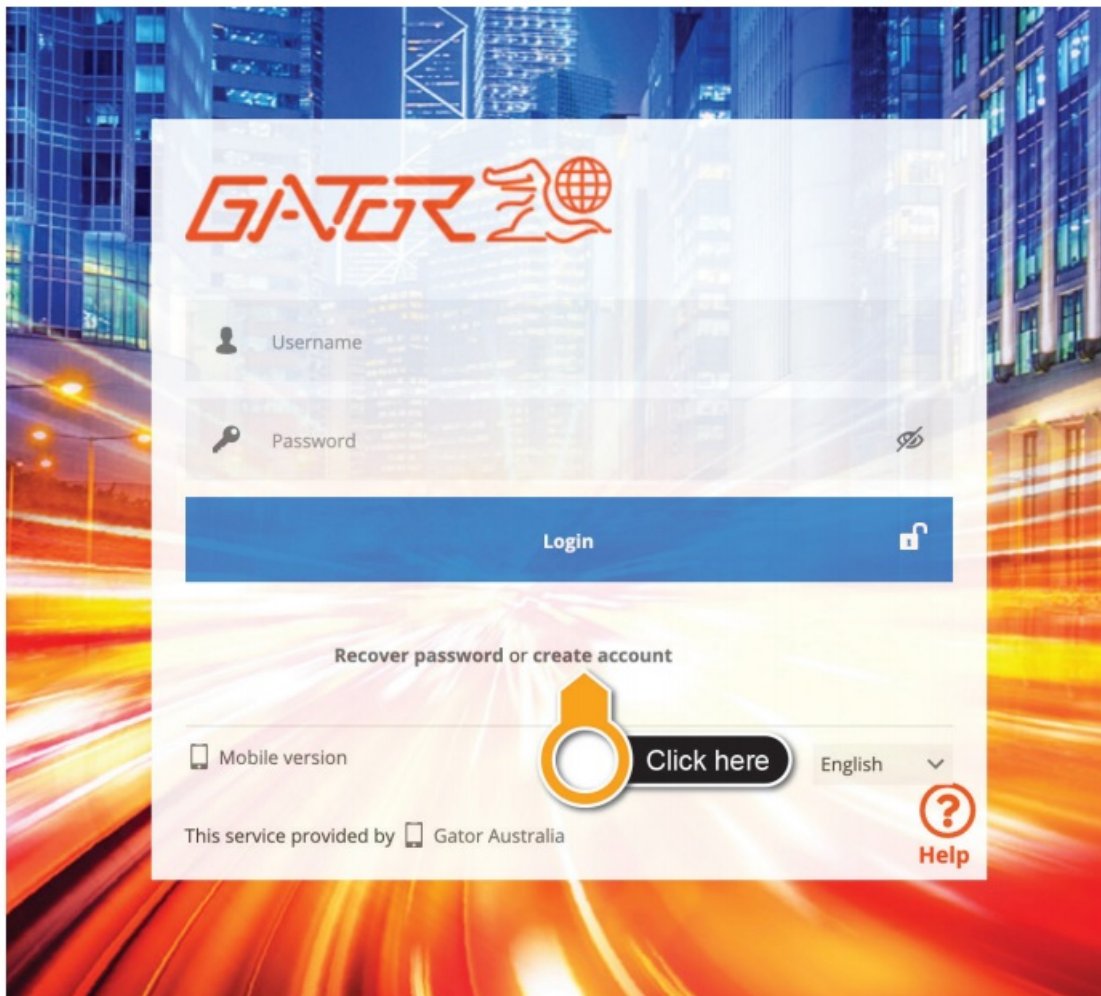 GATOR
Username
Password
Login
Recover password or create account
Mobile version
Click here
English
This service provided by Gator Australia
?
Help